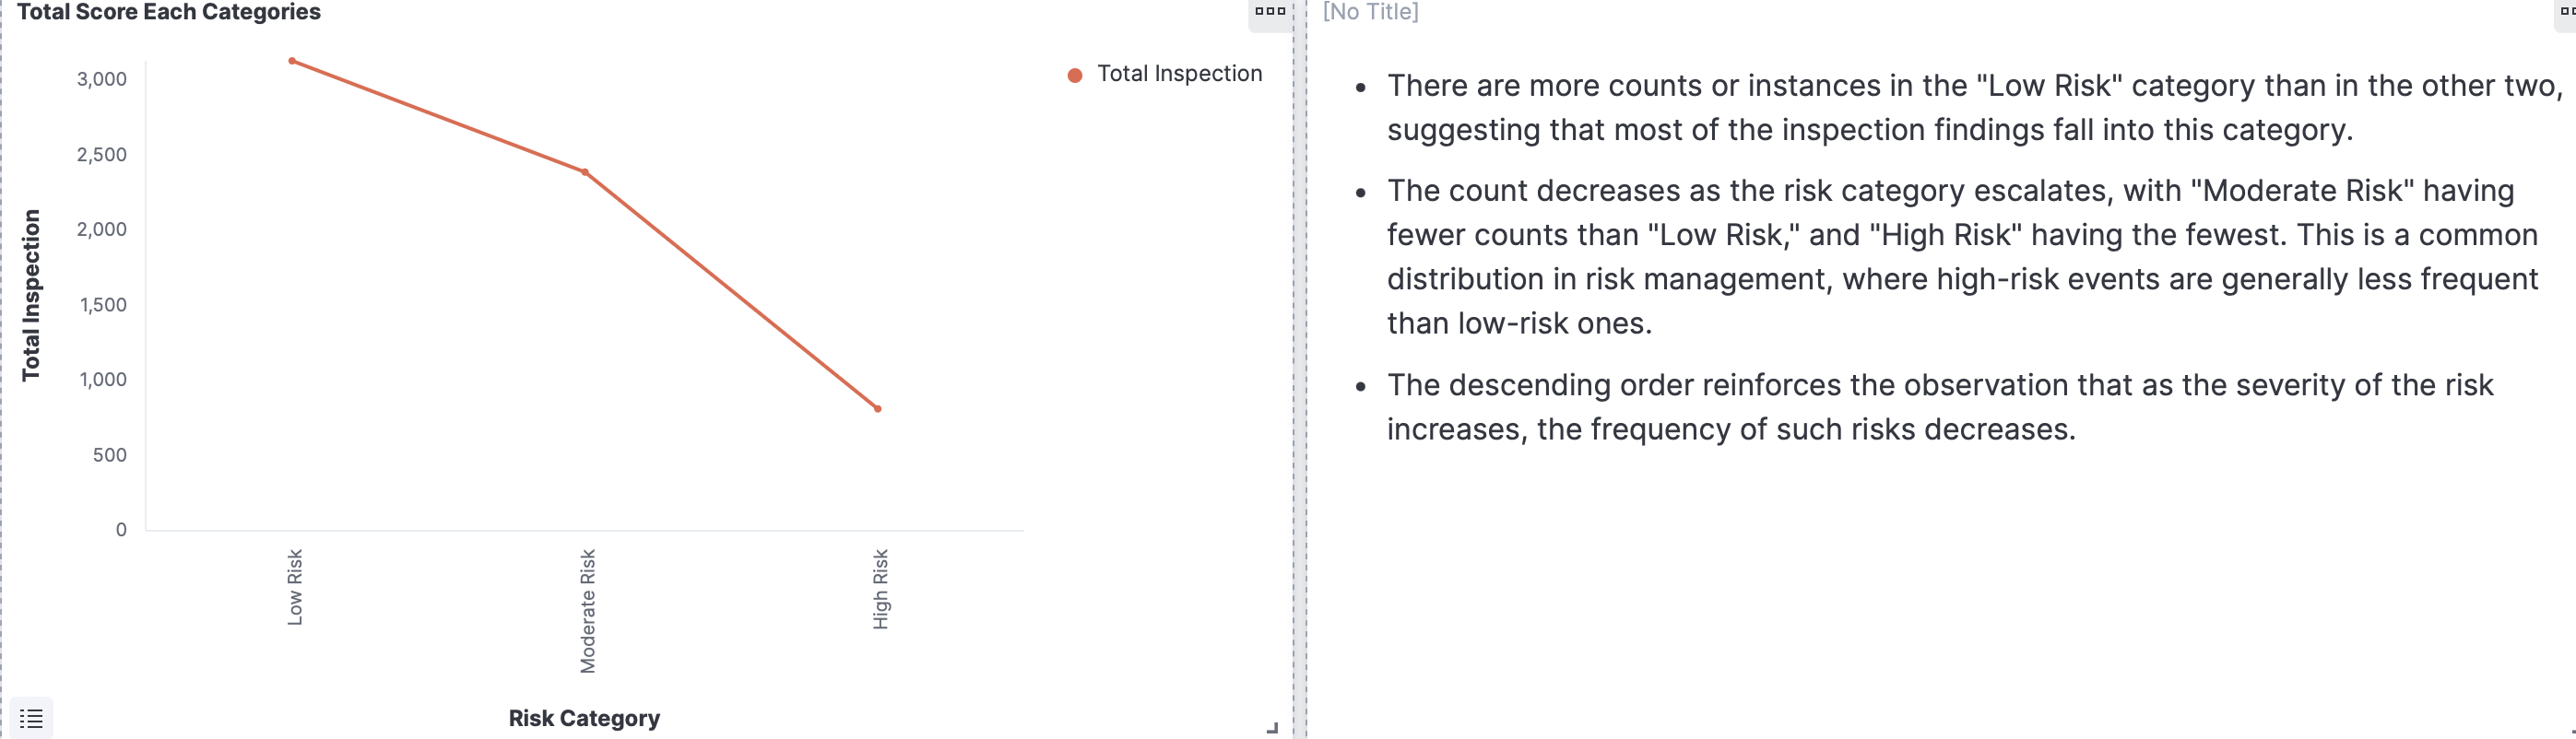 Total Score Each Categories
3,000
2,500
2,000
1,500
1,000
500
0
Total Inspection
Low Risk
Moderate Risk
High Risk
Risk Category
Total Inspection
[No Title]
• There are more counts or instances in the "Low Risk" category than in the other two,
suggesting that most of the inspection findings fall into this category.
• The count decreases as the risk category escalates, with "Moderate Risk" having
fewer counts than "Low Risk," and "High Risk" having the fewest. This is a common
distribution in risk management, where high-risk events are generally less frequent
than low-risk ones.
• The descending order reinforces the observation that as the severity of the risk
increases, the frequency of such risks decreases.